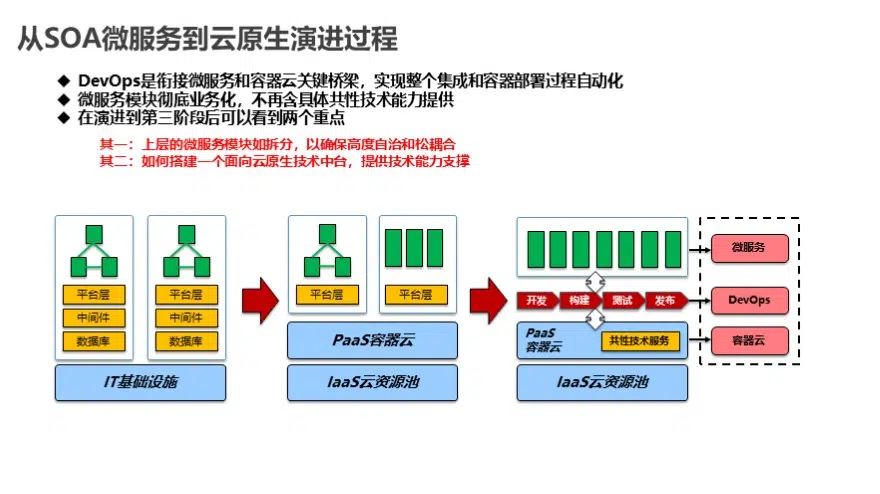 从SOA微服务到云原生演进过程
◆ DevOps是衔接微服务和容器云关键桥梁，实现整个集成和容器部署过程自动化
◆ 微服务模块彻底业务化，不再含具体共性技术能力提供
◆ 在演进到第三阶段后可以看到两个重点
其一：上层的微服务模块如拆分，以确保高度自治和松耦合
其二：如何搭建一个面向云原生技术中台，提供技术能力支撑
平台层
中间件
数据库
平台层
中间件
数据库
IT基础设施
平台层
平台层
PaaS容器云
IaaS云资源池
开发
构建
测试
发布
PaaS
容器云
共性技术服务
IaaS云资源池
微服务
DevOps
容器云